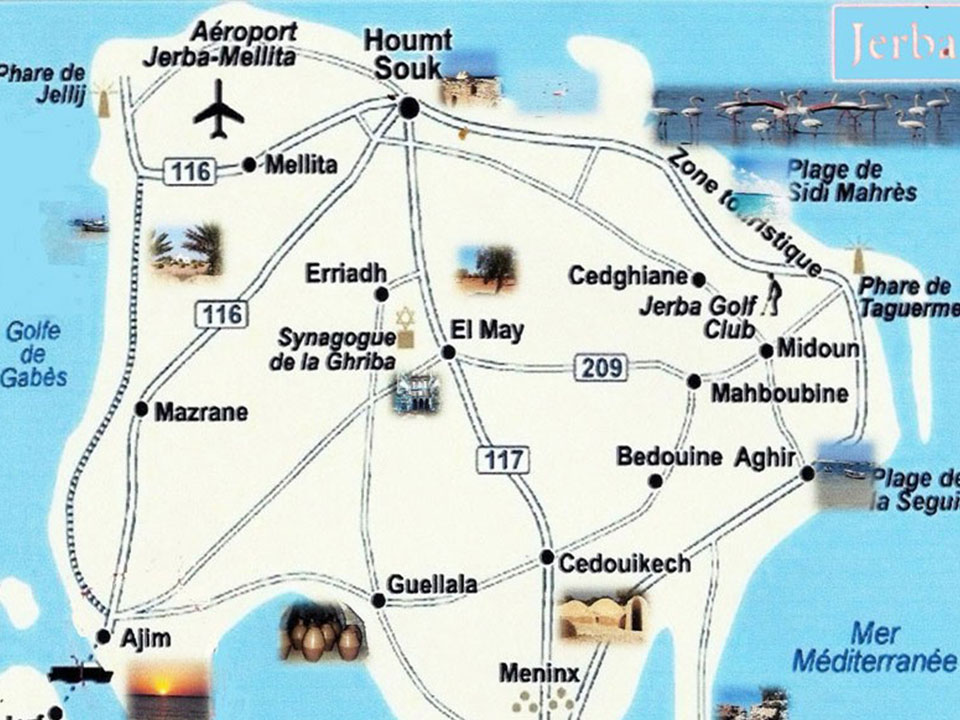 Jerba
Aéroport
Jerba-Mellita
Houmt
Souk
Phare de
Jellij
116
Mellita
Zone touristique
Plage de
Sidi Mahrès
Erriadh
Cedghiane
Jerba Golf
Club
Phare de
Taguerme
116
Golfe
de
Gabès
Synagogue
de la Ghriba
El May
209
Midoun
Mahboubine
Mazrane
117
Bedouine
Aghir
Plage de
la Segui
Cedouikech
Guellala
Ajim
Mer
Méditerranée
Meninx